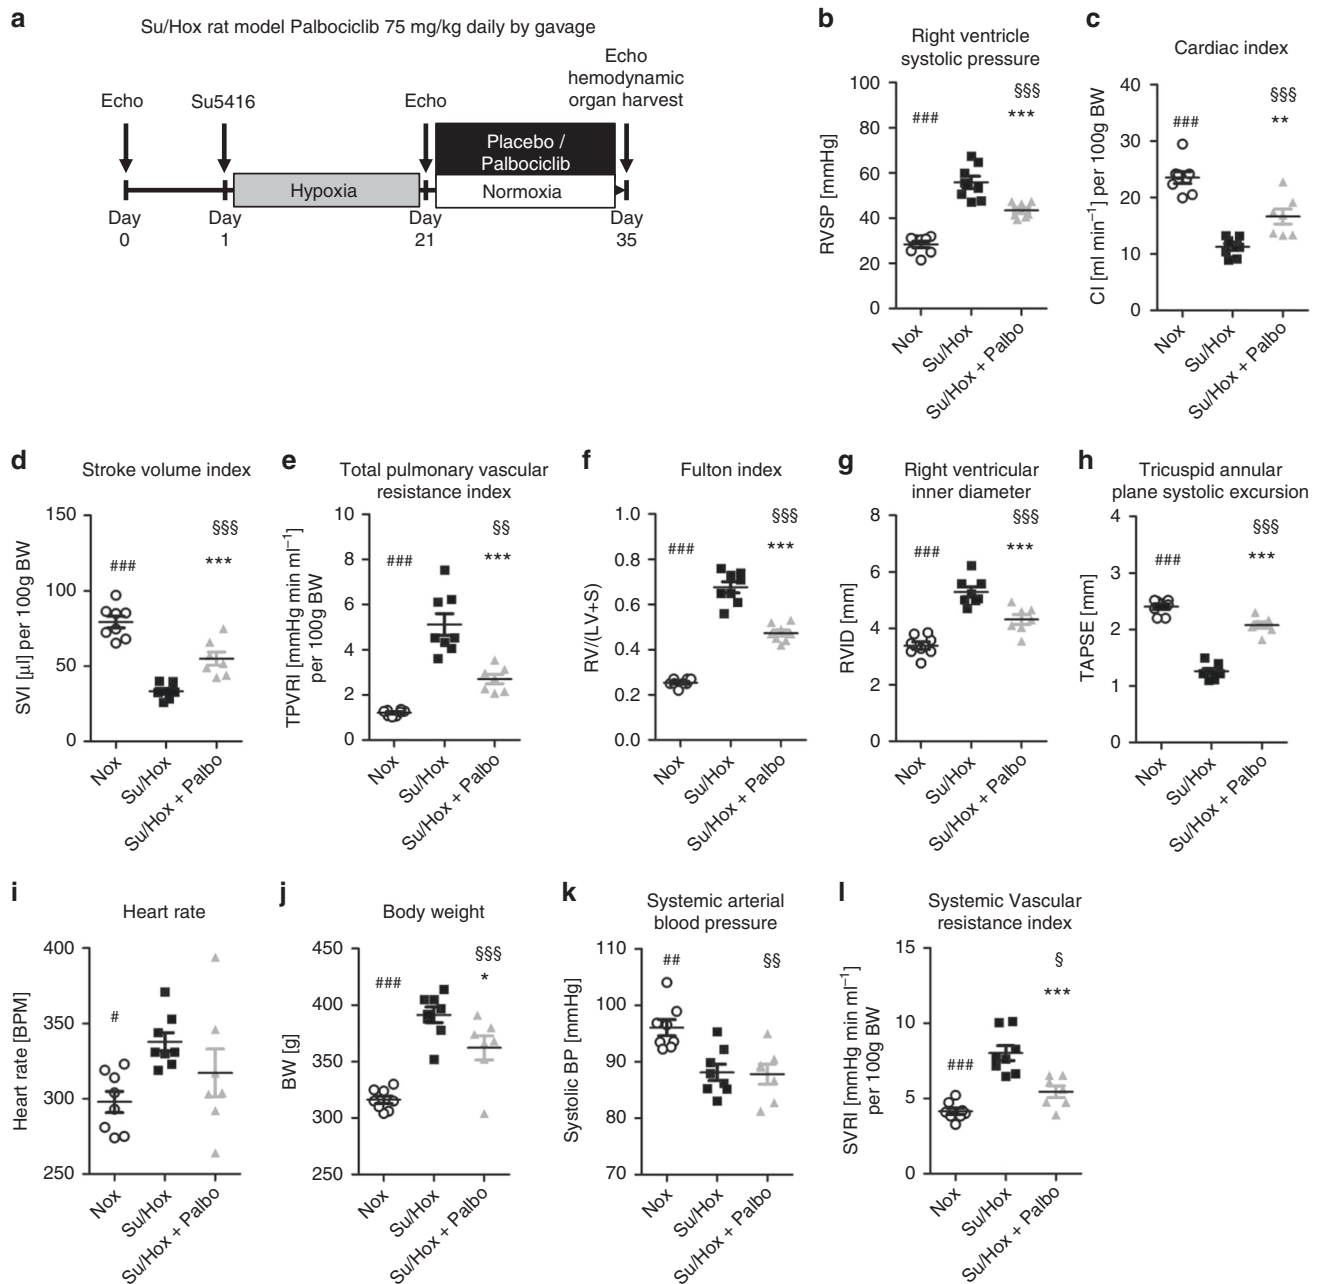 a
Su/Hox rat model Palbociclib 75 mg/kg daily by gavage
Echo
Su5416
Echo
Echo
hemodynamic
organ harvest
Placebo /
Palbociclib
Hypoxia
Normoxia
Day
0
Day
1
Day
21
Day
35
b
Right ventricle
systolic pressure
RVSP [mmHg]
100
80
60
40
20
0
###
§§§
***
Nox
Su/Hox
Su/Hox + Palbo
c
Cardiac index
CI [ml min⁻¹] per 100g BW
40
30
20
10
0
###
§§§
**
Nox
Su/Hox
Su/Hox + Palbo
d
Stroke volume index
SVI [µl] per 100g BW
150
100
50
0
###
§§§
***
Nox
Su/Hox
Su/Hox + Palbo
e
Total pulmonary vascular
resistance index
TPVRI [mmHg min ml⁻¹]
per 100g BW
10
8
6
4
2
0
###
§§
***
Nox
Su/Hox
Su/Hox + Palbo
f
Fulton index
RV/(LV+S)
1.0
0.8
0.6
0.4
0.2
0.0
###
§§§
***
Nox
Su/Hox
Su/Hox + Palbo
g
Right ventricular
inner diameter
RVID [mm]
8
6
4
2
0
###
§§§
***
Nox
Su/Hox
Su/Hox + Palbo
h
Tricuspid annular
plane systolic excursion
TAPSE [mm]
4
3
2
1
0
###
§§§
***
Nox
Su/Hox
Su/Hox + Palbo
i
Heart rate
Heart rate [BPM]
400
350
300
250
#
Nox
Su/Hox
Su/Hox + Palbo
j
Body weight
BW [g]
450
400
350
300
250
###
§§§
*
Nox
Su/Hox
Su/Hox + Palbo
k
Systemic arterial
blood pressure
Systolic BP [mmHg]
110
100
90
80
70
##
§§
Nox
Su/Hox
Su/Hox + Palbo
l
Systemic Vascular
resistance index
SVRI [mmHg min ml⁻¹]
per 100g BW
15
10
5
0
###
§
***
Nox
Su/Hox
Su/Hox + Palbo